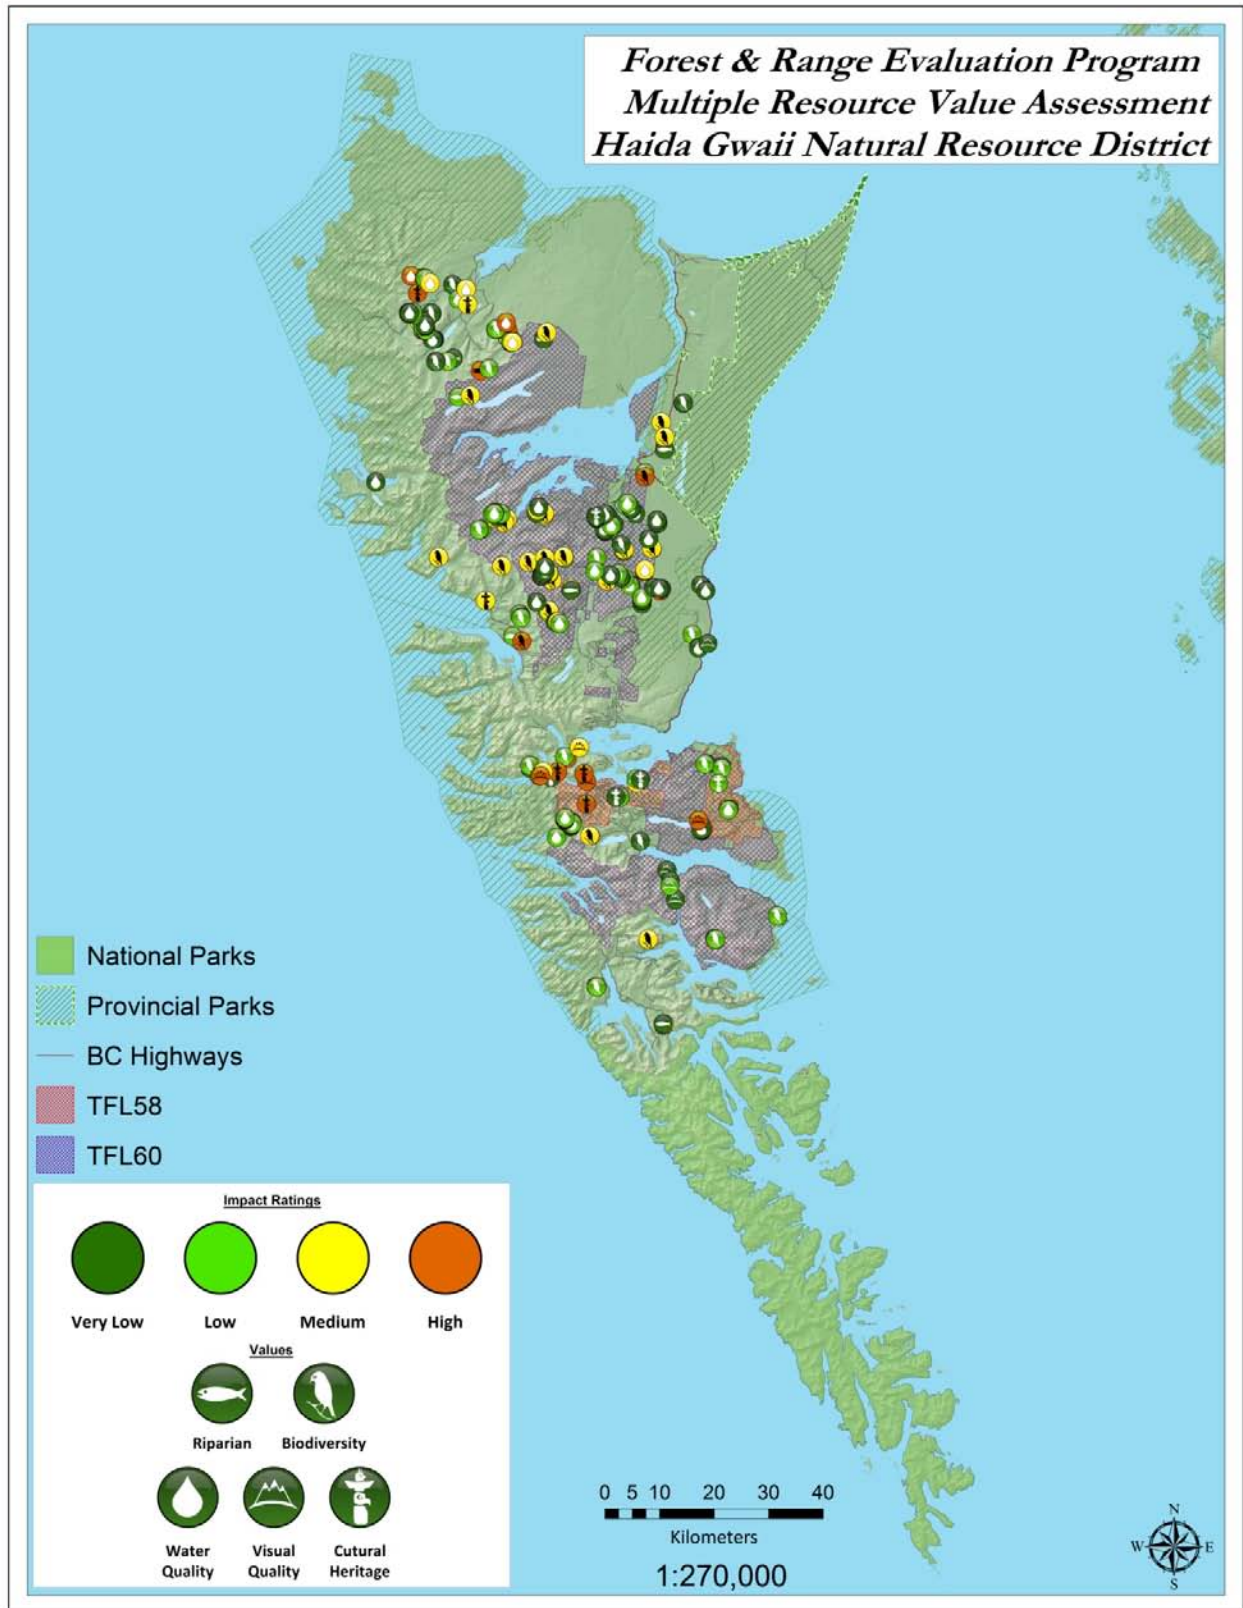 Forest & Range Evaluation Program
Multiple Resource Value Assessment
Haida Gwaii Natural Resource District
National Parks
Provincial Parks
BC Highways
TFL58
TFL60
Impact Ratings
Very Low Low Medium High
Values
Riparian Biodiversity
Water Visual Cutural
Quality Quality Heritage
0 5 10 20 30 40
Kilometers
1:270,000
N
W E
S